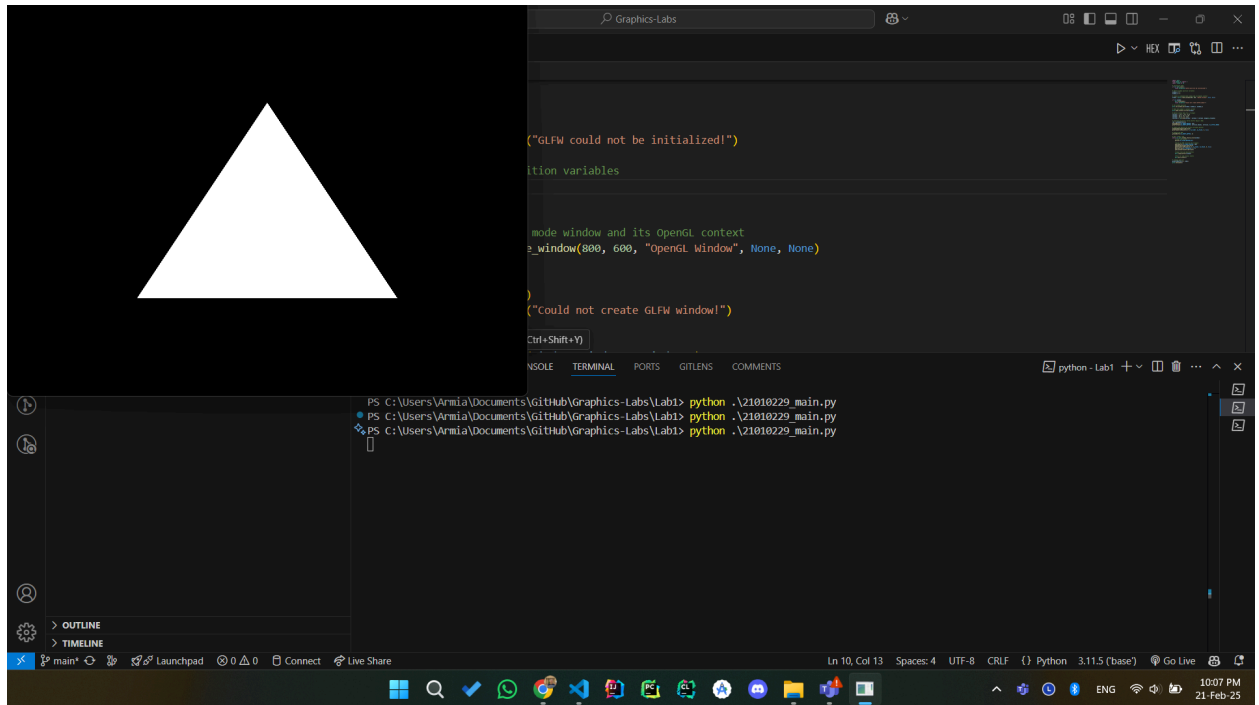 Graphics-Labs
HEX
("GLFW could not be initialized!")
ition variables
mode window and its OpenGL context
e_window(800, 600, "OpenGL Window", None, None)
)
("Could not create GLFW window!")
Ctrl+Shift+Y)
NSOLE TERMINAL PORTS GITLENS COMMENTS
python - Lab1
PS C:\Users\Armia\Documents\GitHub\Graphics-Labs\Lab1> python .\21010229_main.py
PS C:\Users\Armia\Documents\GitHub\Graphics-Labs\Lab1> python .\21010229_main.py
PS C:\Users\Armia\Documents\GitHub\Graphics-Labs\Lab1> python .\21010229_main.py
OUTLINE
TIMELINE
main* Launchpad 0 0 Connect Live Share Ln 10, Col 13 Spaces: 4 UTF-8 CRLF {} Python 3.11.5 ('base') Go Live
ENG 10:07 PM
21-Feb-25